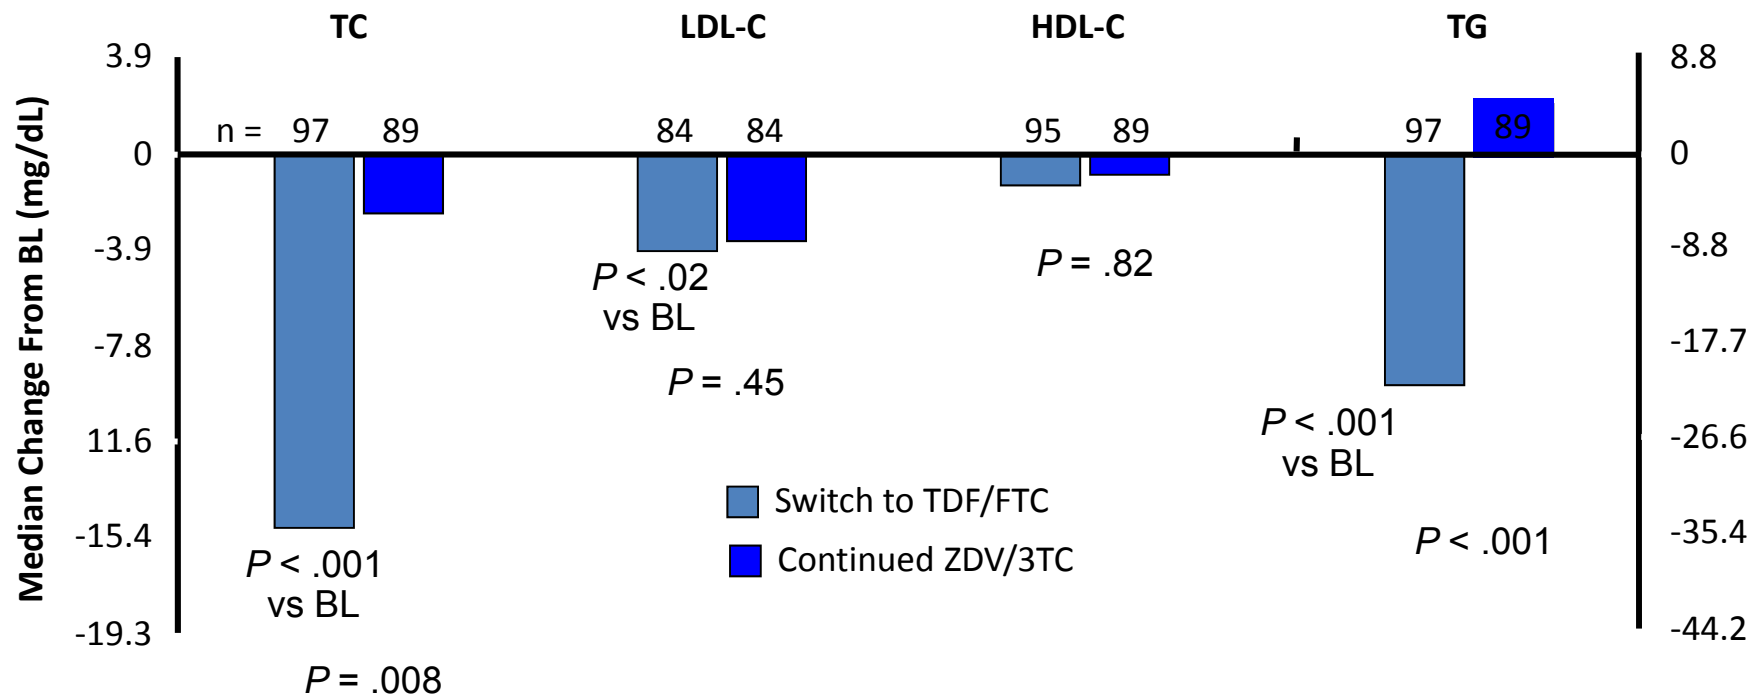 TC LDL-C HDL-C TG
Median Change From BL (mg/dL)
3.9 8.8
n = 97 89 84 84 95 89 97 89
0 0
-3.9 -8.8
P < .02
vs BL
P = .82
-7.8 -17.7
P = .45
P < .001
vs BL
11.6 -26.6
Switch to TDF/FTC
Continued ZDV/3TC
-15.4 -35.4
P < .001
P < .001
vs BL
-19.3 -44.2
P = .008